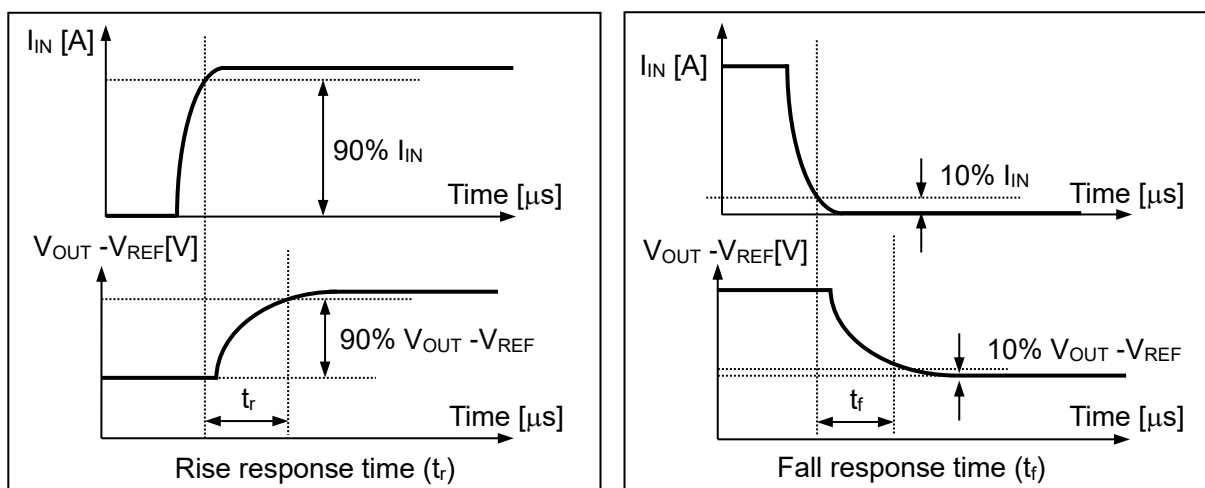 I_IN [A]
90% I_IN
Time [μs]
V_OUT -V_REF[V]
90% V_OUT -V_REF
t_r
Time [μs]
Rise response time (t_r)
I_IN [A]
10% I_IN
Time [μs]
V_OUT -V_REF[V]
10% V_OUT -V_REF
t_f
Time [μs]
Fall response time (t_f)